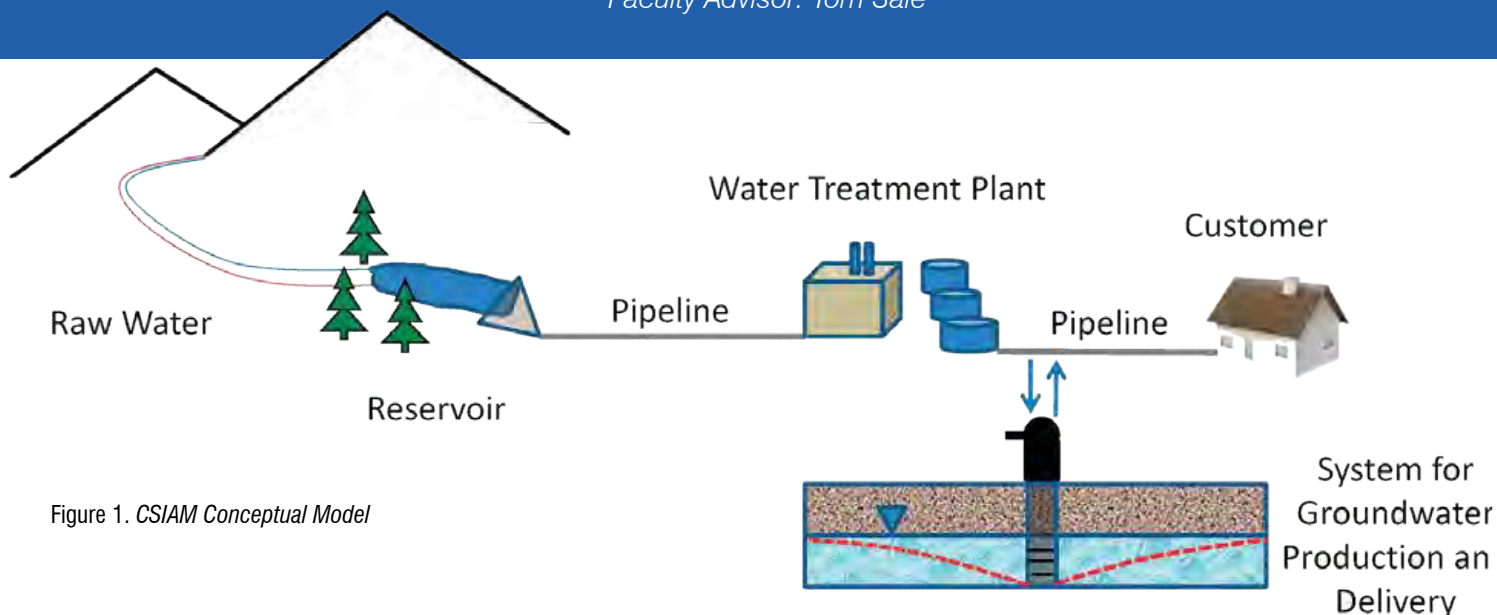 Faculty Advisor: Tom Sale
Water Treatment Plant
Customer
Raw Water
Pipeline
Pipeline
Reservoir
System for
Groundwater
Production an
Delivery
Figure 1. CSIAM Conceptual Model